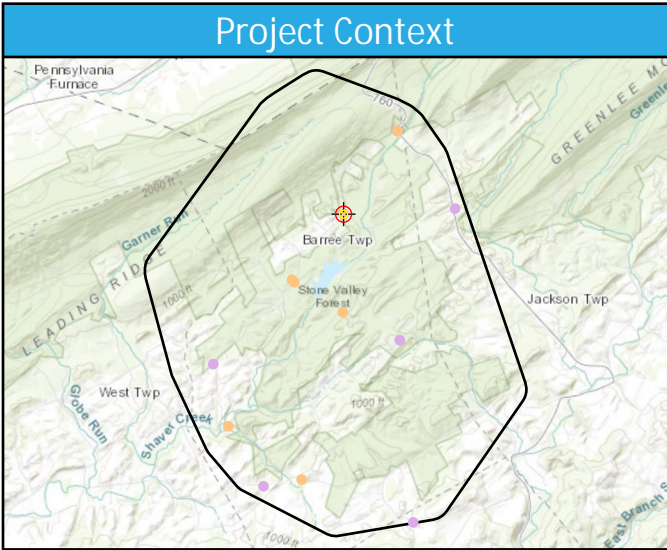 Project Context
Pennsylvania
Furnace
760
GREENLEE MO
Greenle
2000 ft
Garner Run
Barree Twp
LEADING RIDGE
1000 ft
Stone Valley
Forest
Jackson Twp
West Twp
Globe Run
Shaver Creek
1000 ft
East Branch S
1000 ft